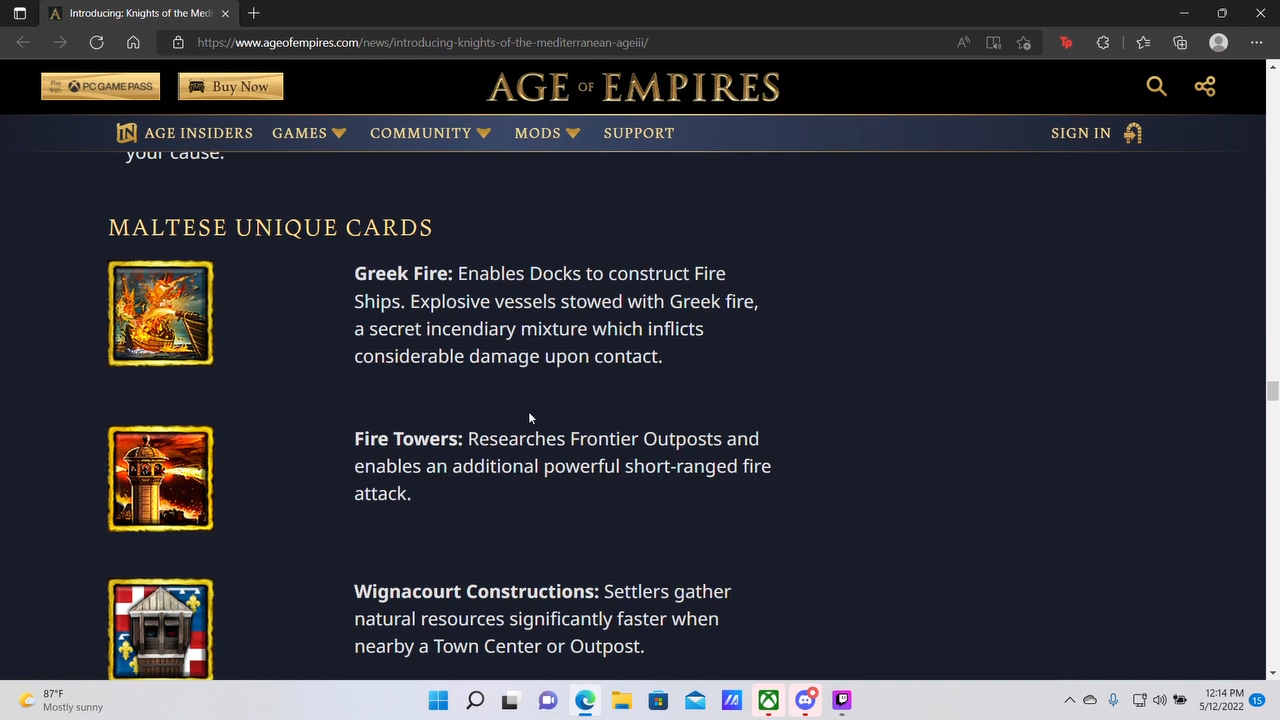 Introducing: Knights of the Medi
https://www.ageofempires.com/news/introducing-knights-of-the-mediterranean-ageiii/
PC GAME PASS
Buy Now
AGE OF EMPIRES
AGE INSIDERS
GAMES
COMMUNITY
MODS
SUPPORT
SIGN IN
your cause.
MALTESE UNIQUE CARDS
Greek Fire: Enables Docks to construct Fire
Ships. Explosive vessels stowed with Greek fire,
a secret incendiary mixture which inflicts
considerable damage upon contact.
Fire Towers: Researches Frontier Outposts and
enables an additional powerful short-ranged fire
attack.
Wignacourt Constructions: Settlers gather
natural resources significantly faster when
nearby a Town Center or Outpost.
87°F
Mostly sunny
12:14 PM
5/12/2022
15